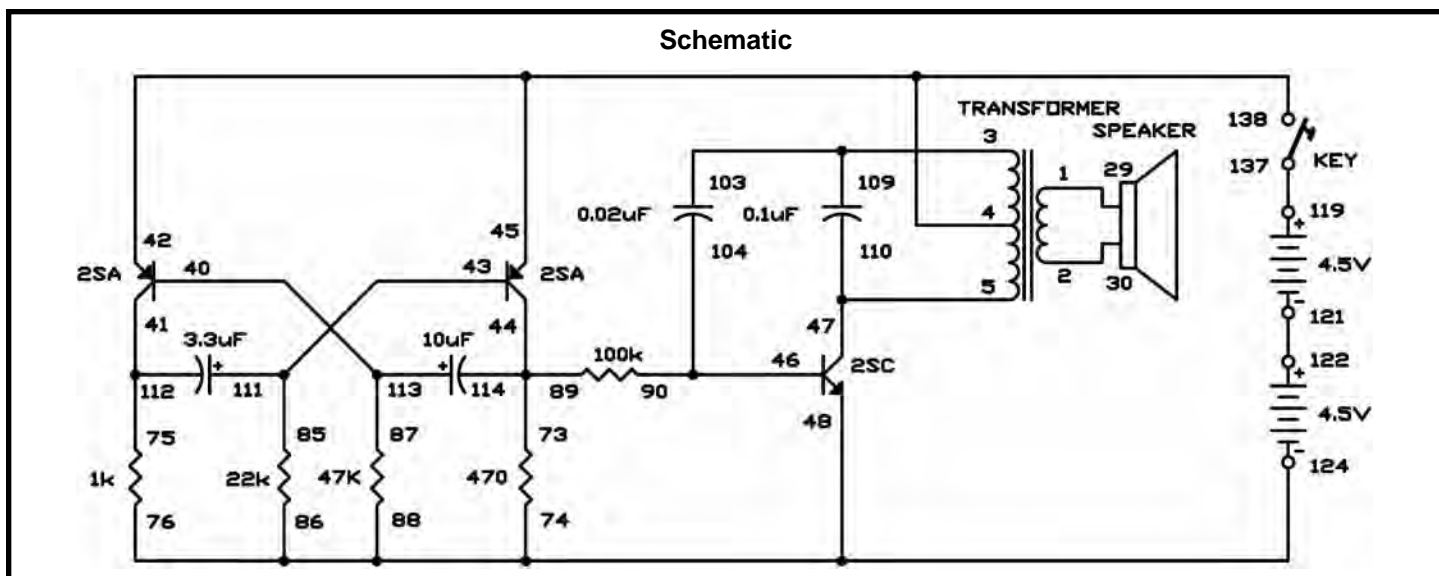 Schematic
TRANSFORMER
SPEAKER
138
137
KEY
3
1
29
119
+
103
109
0.02uF
0.1uF
4
4.5V
42
45
104
110
2SA
40
43
2SA
5
2
30
-
121
41
44
47
3.3uF
+
10uF
+
100k
46
2SC
122
+
112
111
113
114
89
90
48
4.5V
75
85
87
73
-
124
1k
22k
47K
470
76
86
88
74